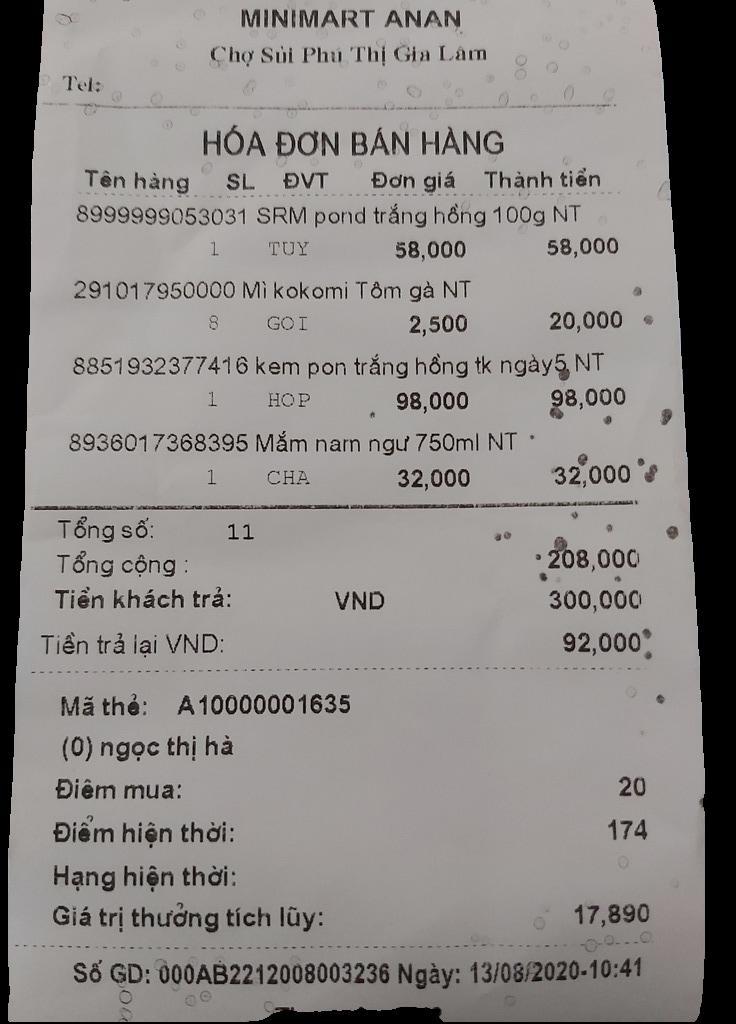 MINIMART ANAN
Chợ Sủi Phú Thị Gia Lâm
Tel:
HÓA ĐƠN BÁN HÀNG
Tên hàng SL ĐVT Đơn giá Thành tiền
8999999053031 SRM pond trắng hồng 100g NT
1 TUY 58,000 58,000
291017950000 Mì kokomi Tôm gà NT
8 GOI 2,500 20,000
8851932377416 kem pon trắng hồng tk ngày5 NT
1 HOP 98,000 98,000
8936017368395 Mắm nam ngư 750ml NT
1 CHA 32,000 32,000
Tổng số: 11
Tổng cộng : 208,000
Tiền khách trả: VND 300,000
Tiền trả lại VND: 92,000
Mã thẻ: A10000001635
(0) ngọc thị hà
Điêm mua: 20
Điểm hiện thời: 174
Hạng hiện thời:
Giá trị thưởng tích lũy: 17,890
Số GD: 000AB2212008003236 Ngày: 13/08/2020-10:41